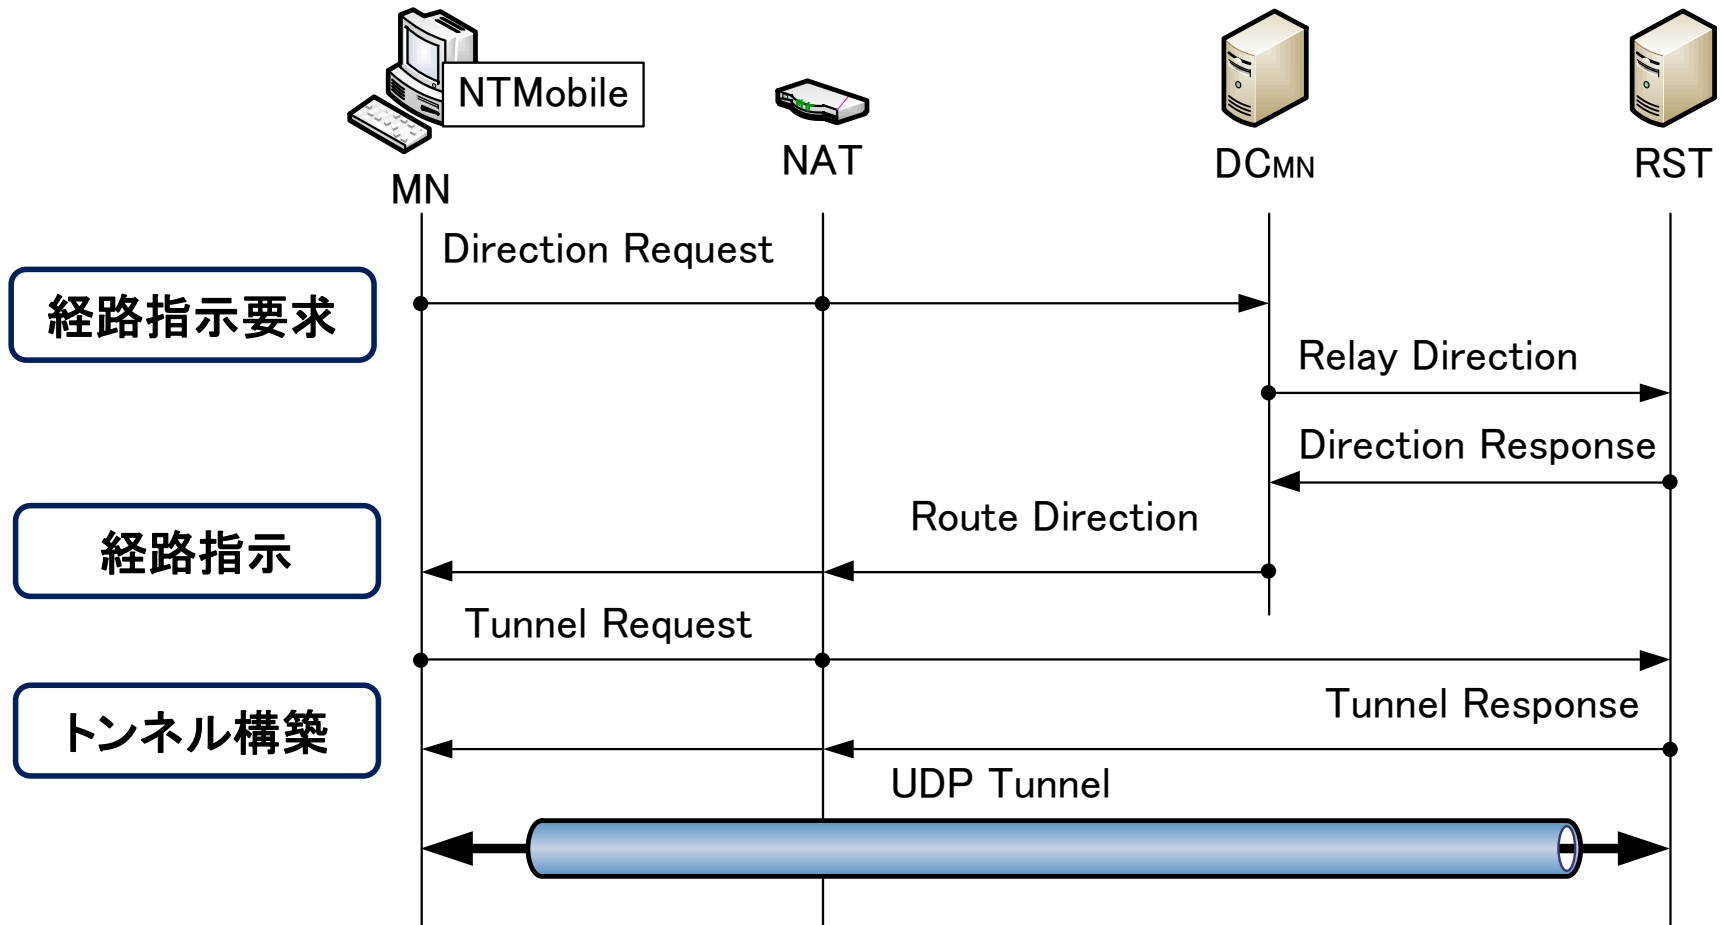 NTMobile
MN
NAT
DCMN
RST
Direction Request
経路指示要求
Relay Direction
Direction Response
Route Direction
経路指示
Tunnel Request
Tunnel Response
トンネル構築
UDP Tunnel